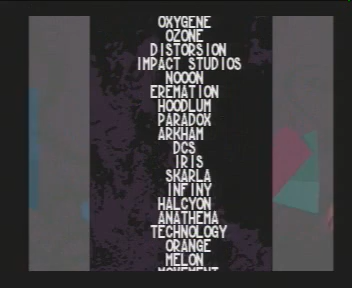 OXYGENE
OZONE
DISTORSION
IMPACT STUDIOS
NOOON
EREMATION
HOODLUM
PARADOX
ARKHAM
DCS
IRIS
SKARLA
INFINY
HALCYON
ANATHEMA
TECHNOLOGY
ORANGE
MELON
MOVEMENT